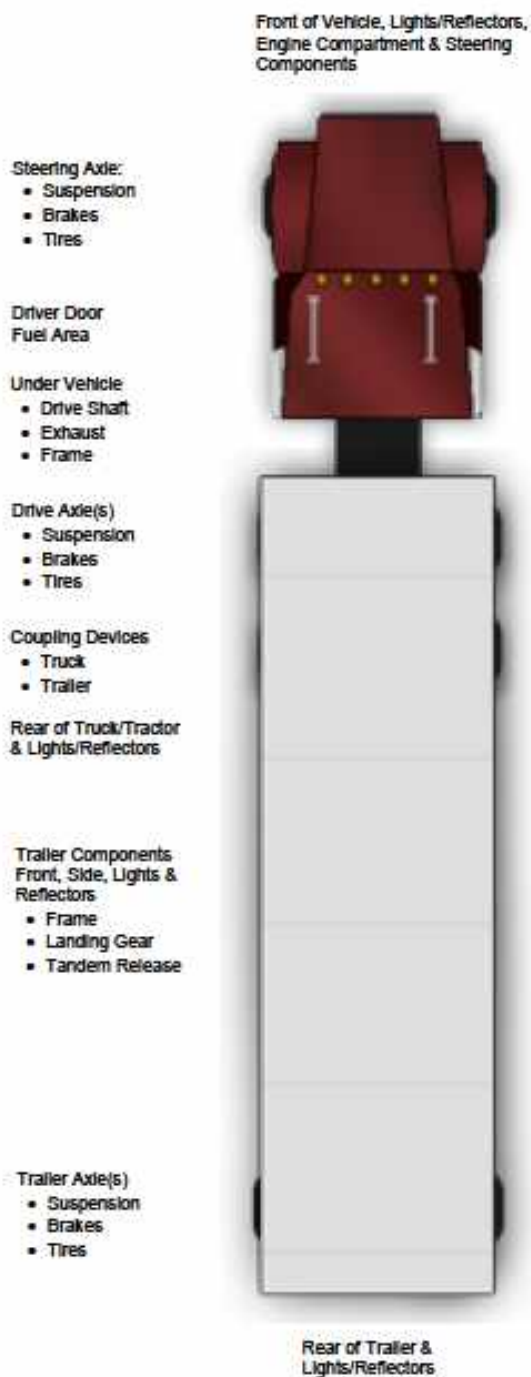 Front of Vehicle, Lights/Reflectors,
Engine Compartment & Steering
Components
Steering Axle:
• Suspension
• Brakes
• Tires
Driver Door
Fuel Area
Under Vehicle
• Drive Shaft
• Exhaust
• Frame
Drive Axle(s)
• Suspension
• Brakes
• Tires
Coupling Devices
• Truck
• Trailer
Rear of Truck/Tractor
& Lights/Reflectors
Trailer Components
Front, Side, Lights &
Reflectors
• Frame
• Landing Gear
• Tandem Release
Trailer Axle(s)
• Suspension
• Brakes
• Tires
Rear of Trailer &
Lights/Reflectors